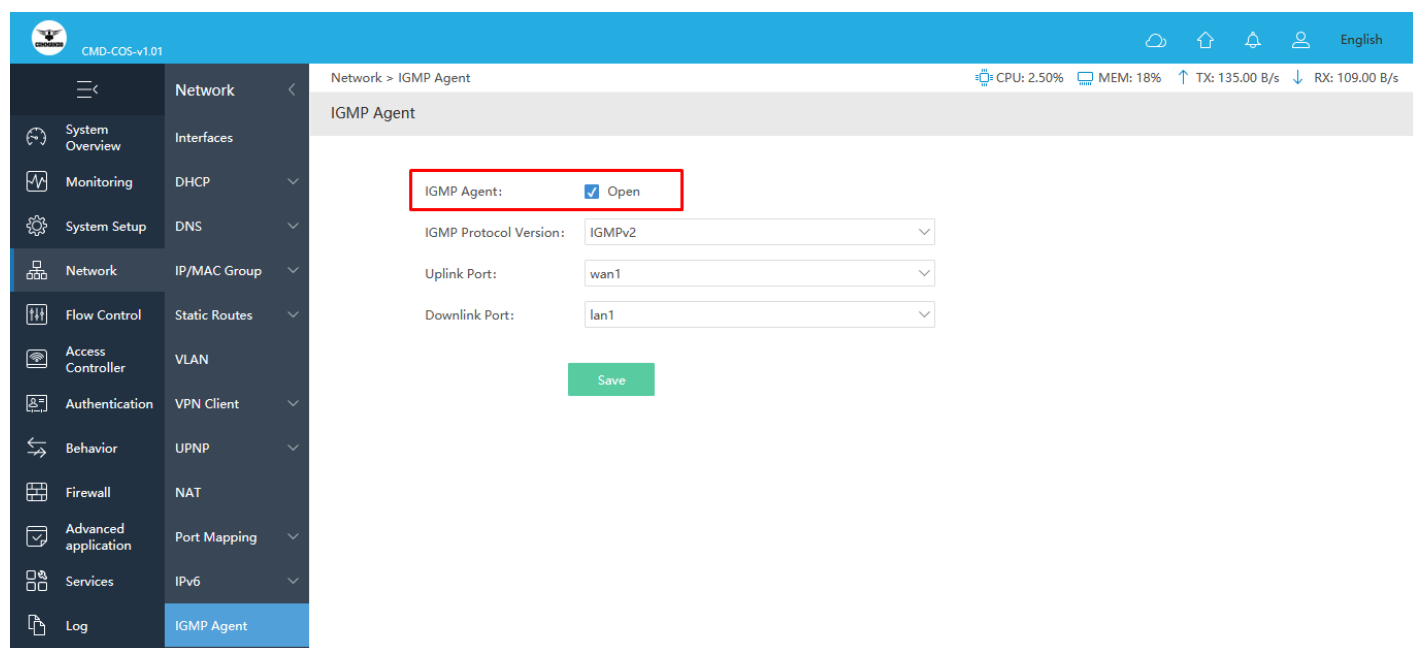 COMMANDO
CMD-COS-v1.01
English
Network
Network > IGMP Agent
CPU: 2.50%
MEM: 18%
TX: 135.00 B/s
RX: 109.00 B/s
IGMP Agent
System
Overview
Monitoring
System Setup
Network
Flow Control
Access
Controller
Authentication
Behavior
Firewall
Advanced
application
Services
Log
Interfaces
DHCP
DNS
IP/MAC Group
Static Routes
VLAN
VPN Client
UPNP
NAT
Port Mapping
IPv6
IGMP Agent
IGMP Agent: Open
IGMP Protocol Version: IGMPv2
Uplink Port: wan1
Downlink Port: lan1
Save